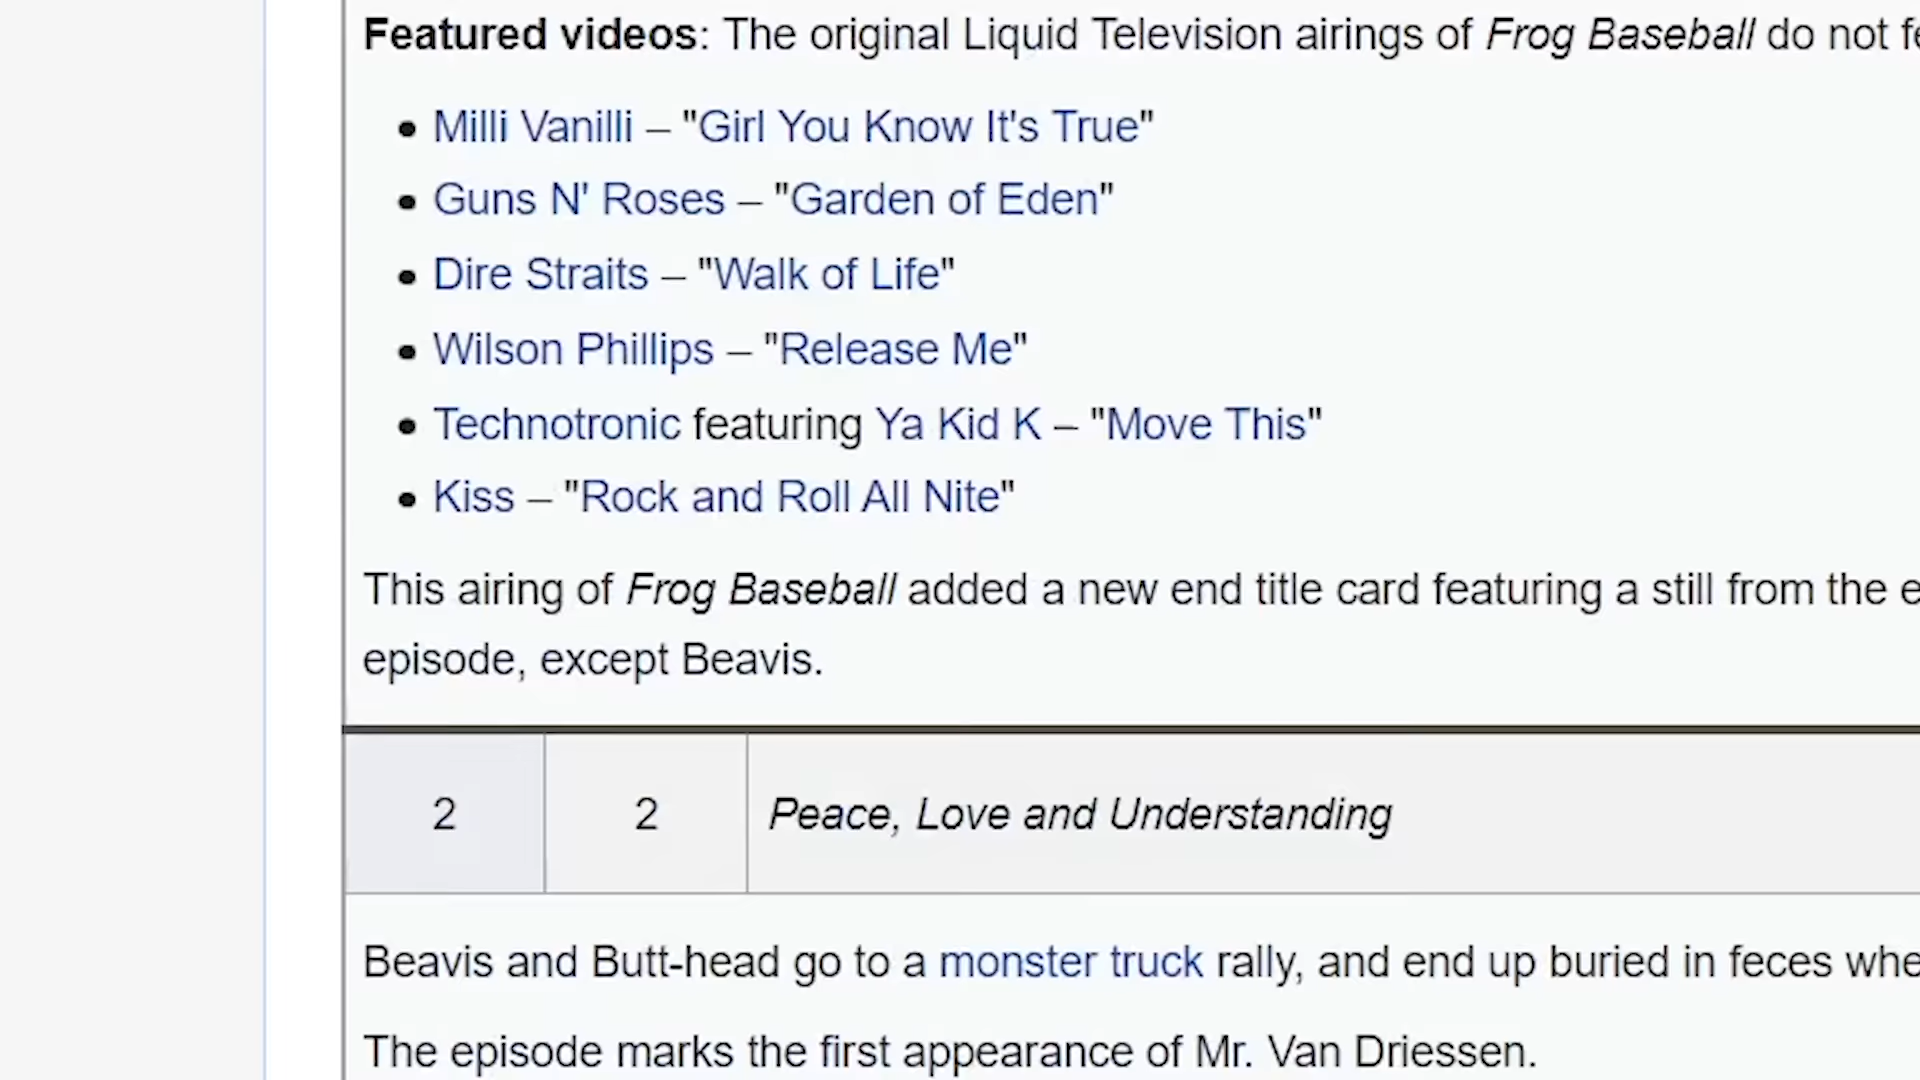 Featured videos: The original Liquid Television airings of Frog Baseball do not
Milli Vanilli – "Girl You Know It's True"
Guns N' Roses – "Garden of Eden"
Dire Straits – "Walk of Life"
Wilson Phillips – "Release Me"
Technotronic featuring Ya Kid K – "Move This"
Kiss – "Rock and Roll All Nite"
This airing of Frog Baseball added a new end title card featuring a still from the
episode, except Beavis.
2 2 Peace, Love and Understanding
Beavis and Butt-head go to a monster truck rally, and end up buried in feces
The episode marks the first appearance of Mr. Van Driessen.